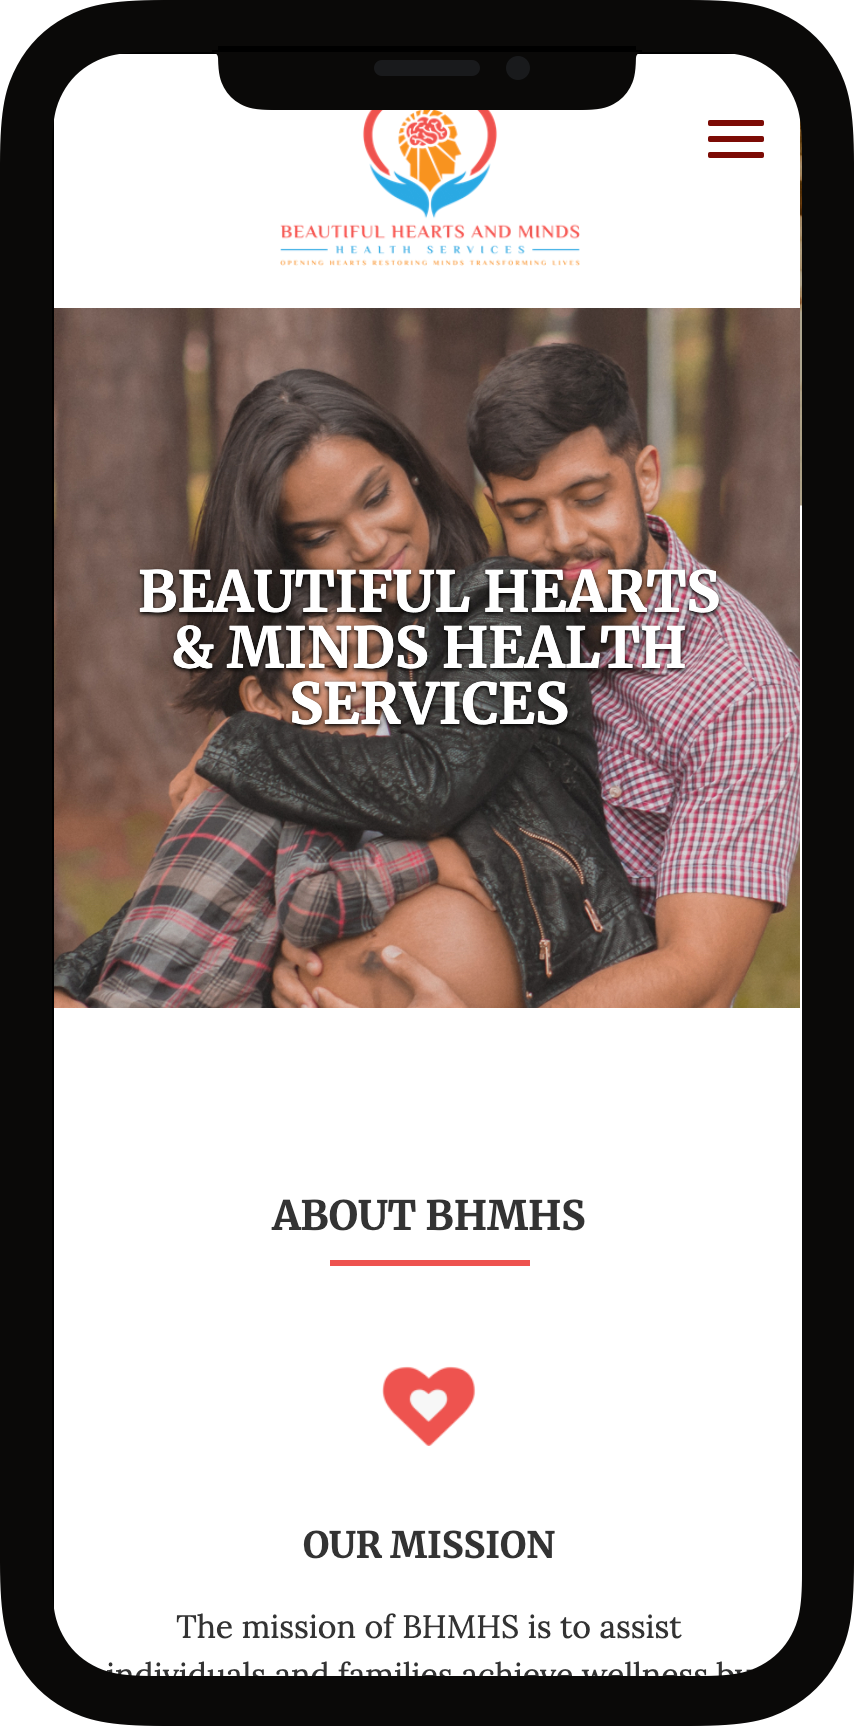 BEAUTIFUL HEARTS AND MINDS
HEALTH SERVICES
OPENING HEARTS RESTORING MINDS TRANSFORMING LIVES
BEAUTIFUL HEARTS
& MINDS HEALTH
SERVICES
ABOUT BHMHS
OUR MISSION
The mission of BHMHS is to assist
individuals and families achieve wellness by